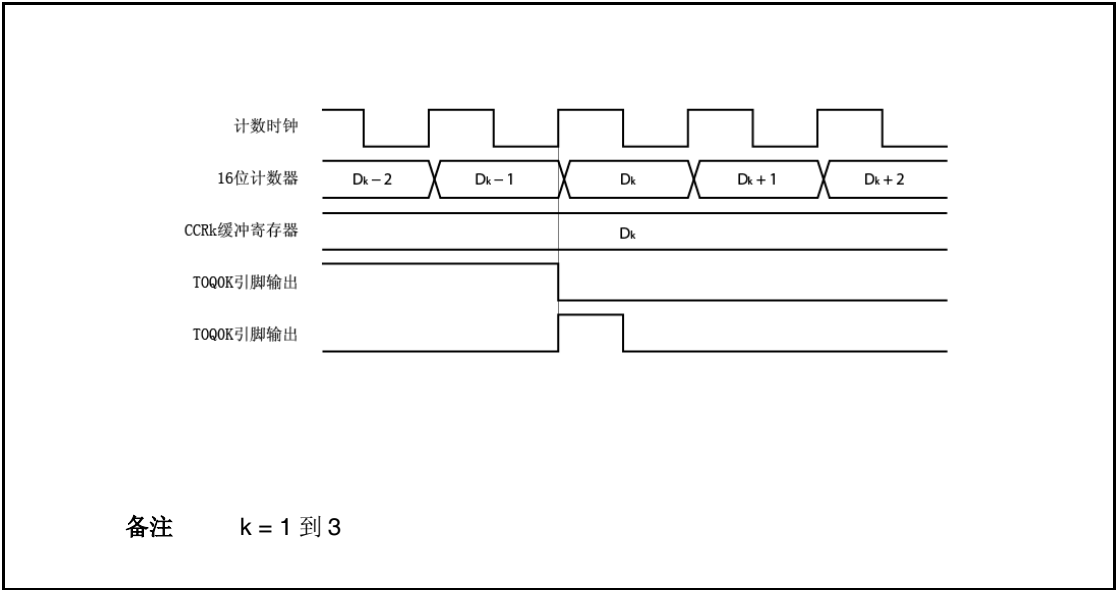 计数时钟
16位计数器 Dk – 2 Dk – 1 Dk Dk + 1 Dk + 2
CCRk缓冲寄存器 Dk
TOQ0K引脚输出
TOQ0K引脚输出
备注 k = 1 到 3